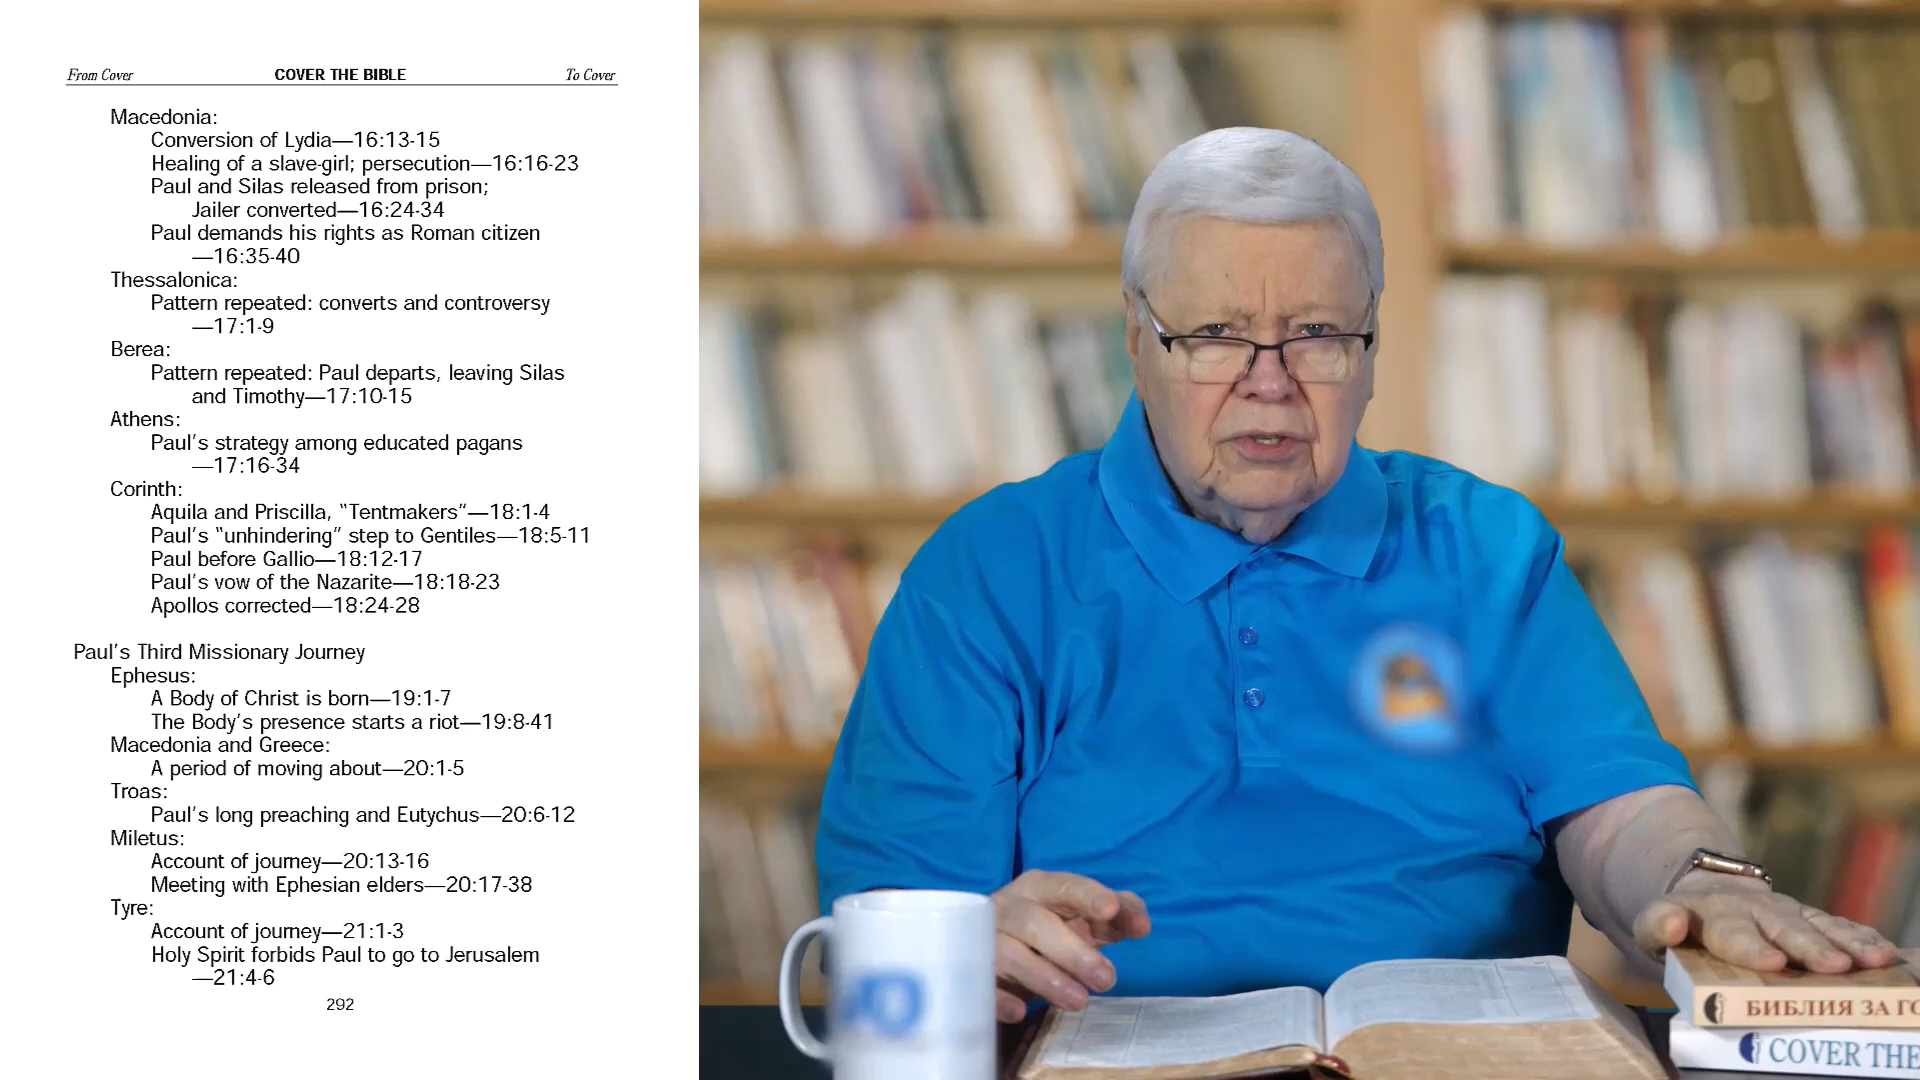 From Cover COVER THE BIBLE To Cover
Macedonia:
Conversion of Lydia—16:13-15
Healing of a slave-girl; persecution—16:16-23
Paul and Silas released from prison;
Jailer converted—16:24-34
Paul demands his rights as Roman citizen
—16:35-40
Thessalonica:
Pattern repeated: converts and controversy
—17:1-9
Berea:
Pattern repeated: Paul departs, leaving Silas
and Timothy—17:10-15
Athens:
Paul's strategy among educated pagans
—17:16-34
Corinth:
Aquila and Priscilla, “Tentmakers”—18:1-4
Paul's “unhindering” step to Gentiles—18:5-11
Paul before Gallio—18:12-17
Paul's vow of the Nazarite—18:18-23
Apollos corrected—18:24-28
Paul's Third Missionary Journey
Ephesus:
A Body of Christ is born—19:1-7
The Body's presence starts a riot—19:8-41
Macedonia and Greece:
A period of moving about—20:1-5
Troas:
Paul's long preaching and Eutychus—20:6-12
Miletus:
Account of journey—20:13-16
Meeting with Ephesian elders—20:17-38
Tyre:
Account of journey—21:1-3
Holy Spirit forbids Paul to go to Jerusalem
—21:4-6
292
БИБЛИЯ ЗА ГО
COVER THE